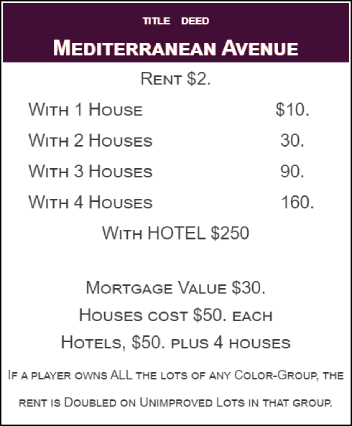 TITLE DEED
MEDITERRANEAN AVENUE
RENT $2.
WITH 1 HOUSE $10.
WITH 2 HOUSES 30.
WITH 3 HOUSES 90.
WITH 4 HOUSES 160.
WITH HOTEL $250
MORTGAGE VALUE $30.
HOUSES COST $50. EACH
HOTELS, $50. PLUS 4 HOUSES
IF A PLAYER OWNS ALL THE LOTS OF ANY COLOR-GROUP, THE
RENT IS DOUBLED ON UNIMPROVED LOTS IN THAT GROUP.